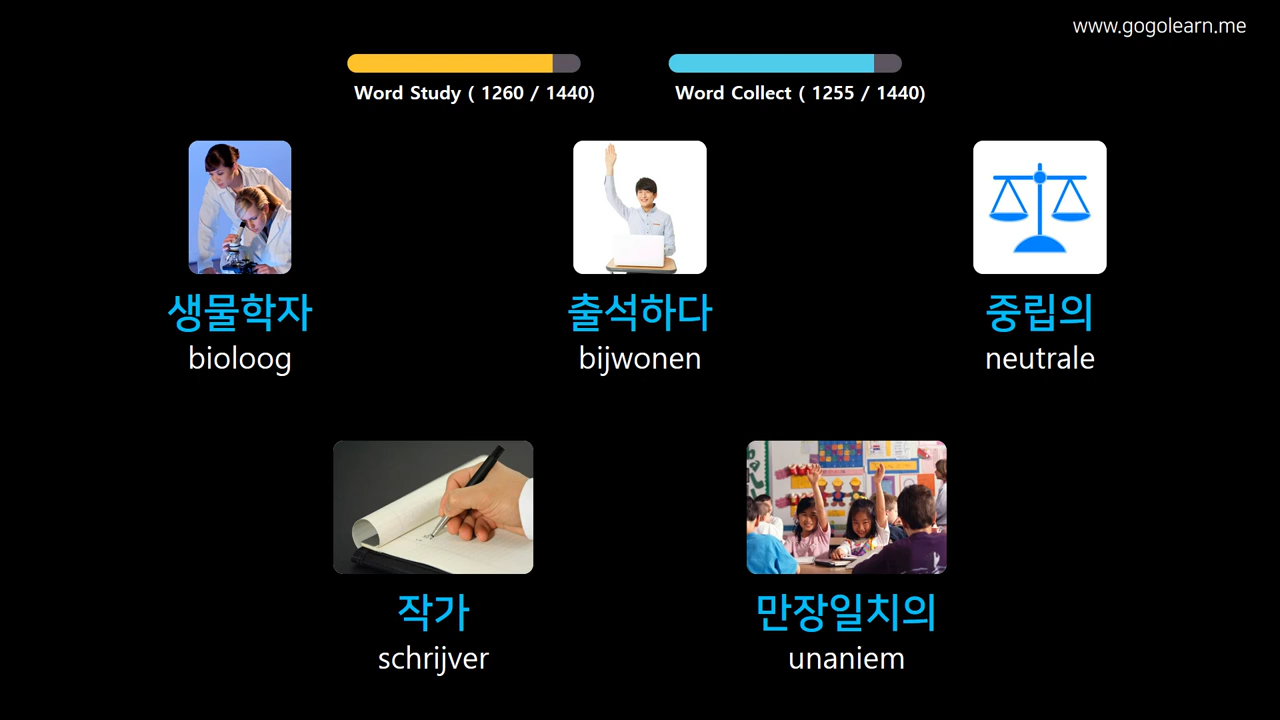 www.gogolearn.me
Word Study ( 1260 / 1440)
Word Collect ( 1255 / 1440)
생물학자
bioloog
출석하다
bijwonen
중립의
neutrale
작가
schrijver
만장일치의
unaniem